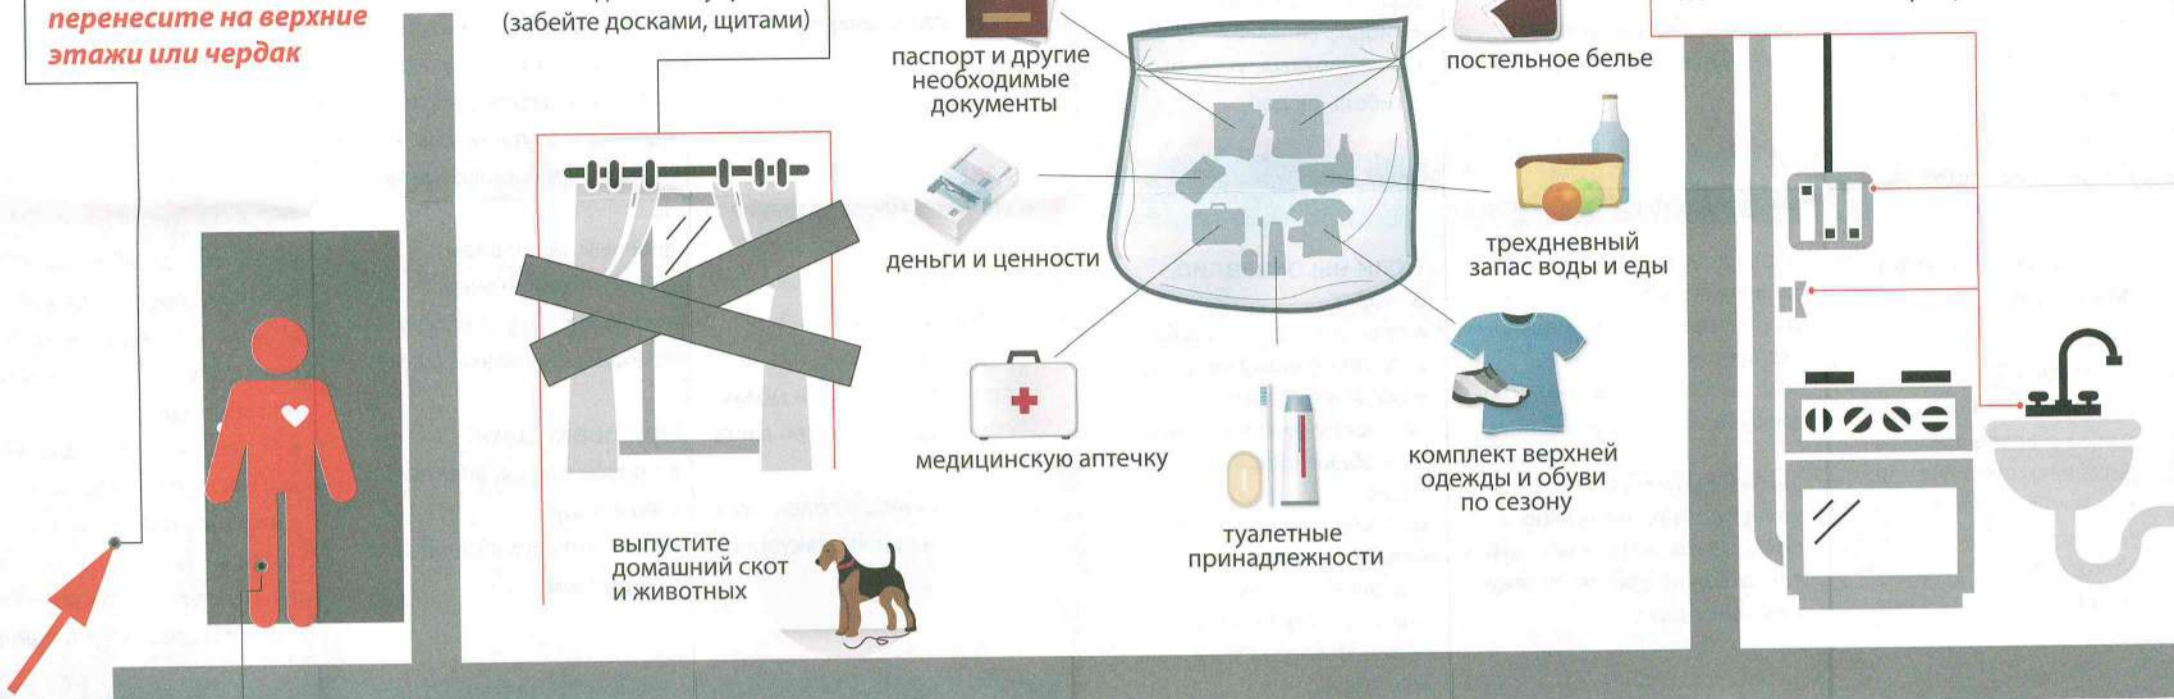 перенесите на верхние
этажи или чердак
(забейте досками, щитами)
паспорт и другие
необходимые
документы
постельное белье
деньги и ценности
трехдневный
запас воды и еды
медицинскую аптечку
комплект верхней
одежды и обуви
по сезону
туалетные
принадлежности
выпустите
домашний скот
и животных